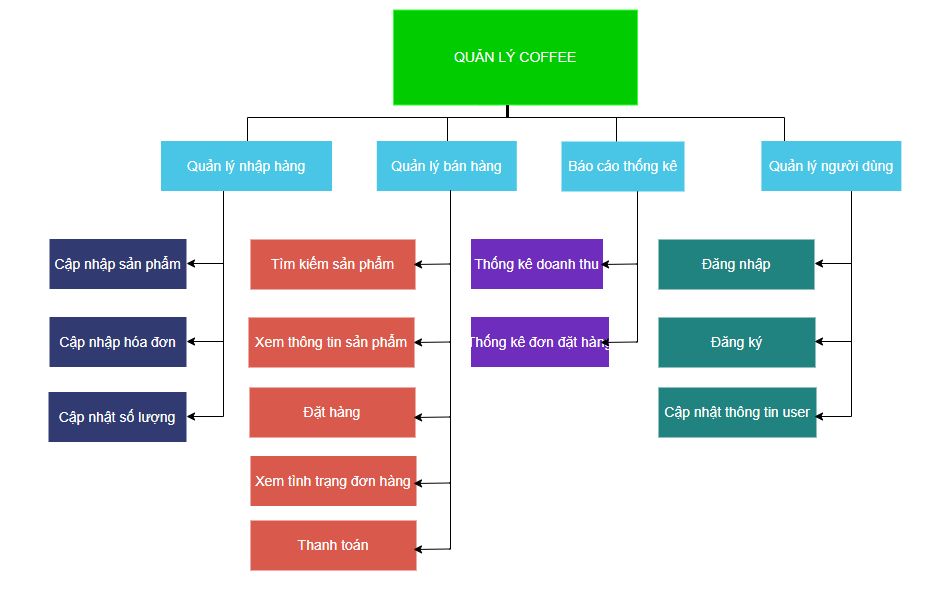 QUẢN LÝ COFFEE
Quản lý nhập hàng
Quản lý bán hàng
Báo cáo thống kê
Quản lý người dùng
Cập nhập sản phẩm
Tìm kiếm sản phẩm
Thống kê doanh thu
Đăng nhập
Cập nhập hóa đơn
Xem thông tin sản phẩm
Thống kê đơn đặt hàng
Đăng ký
Cập nhật số lượng
Đặt hàng
Cập nhật thông tin user
Xem tình trạng đơn hàng
Thanh toán